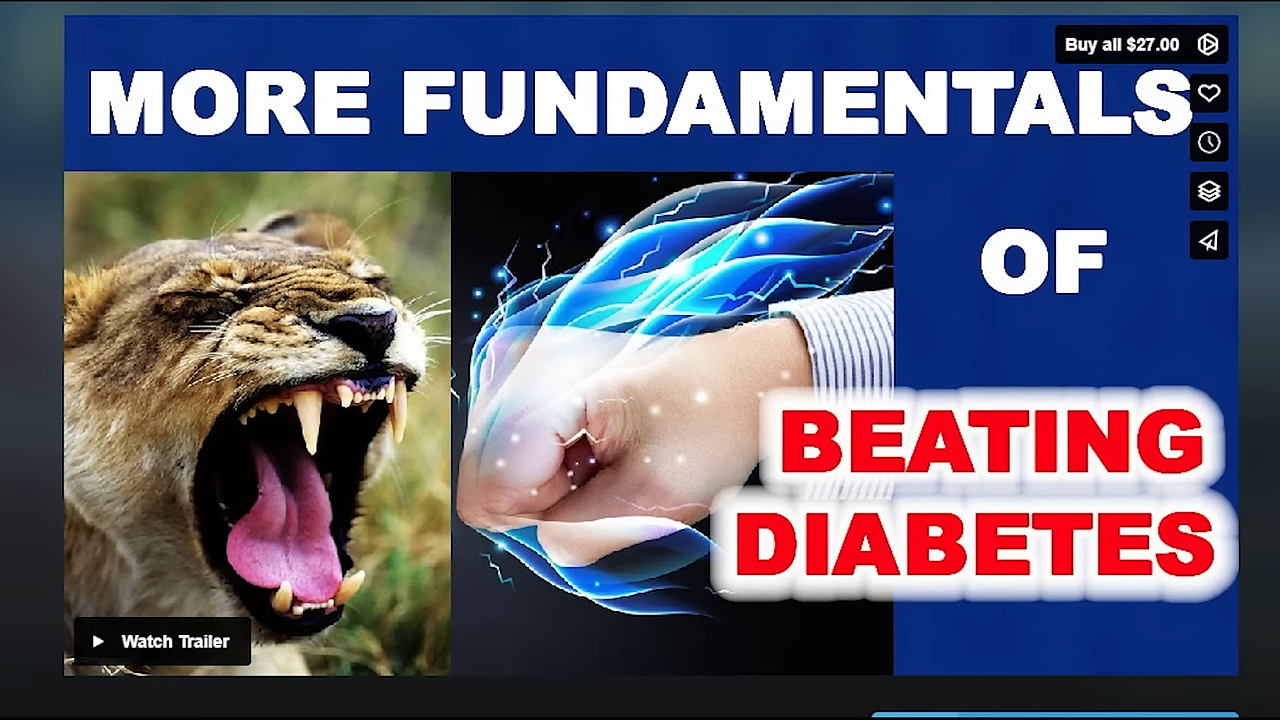 Buy all $27.00
MORE FUNDAMENTALS
OF
BEATING
DIABETES
Watch Trailer